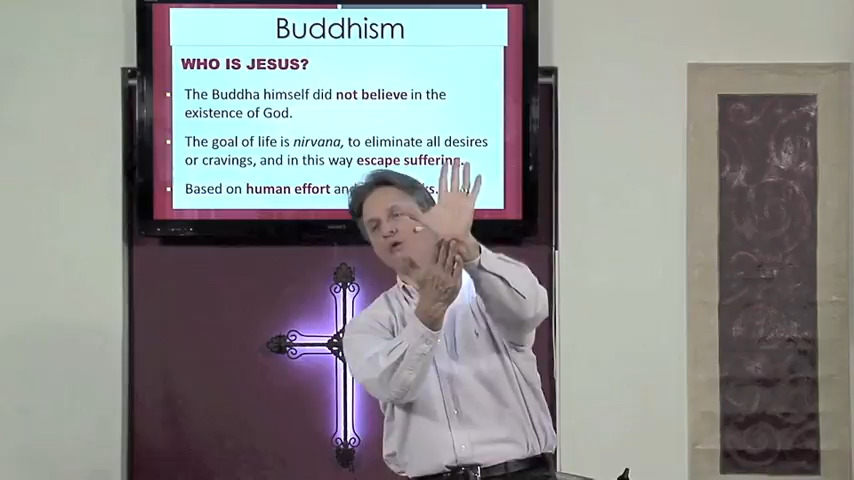 Buddhism
WHO IS JESUS?
The Buddha himself did not believe in the
existence of God.
The goal of life is nirvana, to eliminate all desires
or cravings, and in this way escape suffering.
Based on human effort and